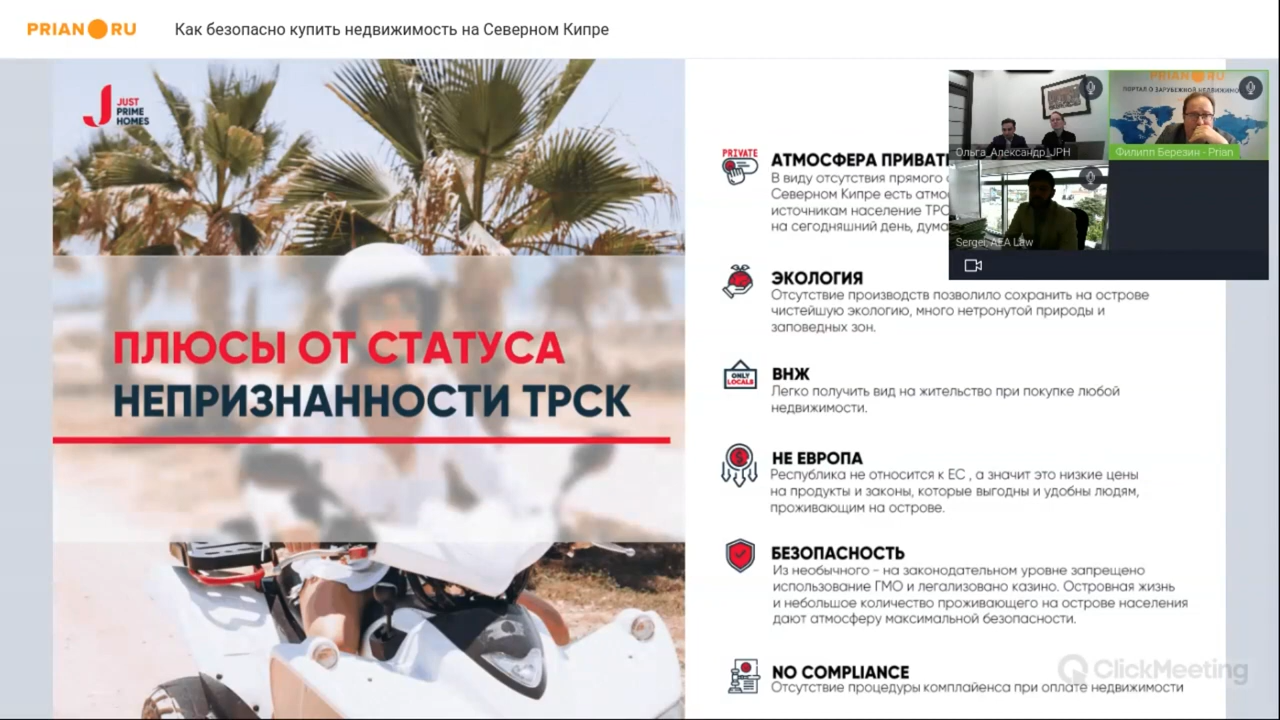 PRIAN RU
Как безопасно купить недвижимость на Северном Кипре
JUST
PRIME
HOMES
ПЛЮСЫ ОТ СТАТУСА
НЕПРИЗНАННОСТИ ТРСК
PRIVATE
АТМОСФЕРА
В виду отсутствия прямого
Северном Кипре есть
источникам население
на сегодняшний день,
ЭКОЛОГИЯ
Отсутствие производств позволило сохранить на острове
чистейшую экологию, много нетронутой природы и
заповедных зон.
ONLY
LOCALS
ВНЖ
Легко получить вид на жительство при покупке любой
недвижимости.
НЕ ЕВРОПА
Республика не относится к ЕС , а значит это низкие цены
на продукты и законы, которые выгодны и удобны людям,
проживающим на острове.
БЕЗОПАСНОСТЬ
Из необычного - на законодательном уровне запрещено
использование ГМО и легализовано казино. Островная жизнь
и небольшое количество проживающего на острове населения
дают атмосферу максимальной безопасности.
NO COMPLIANCE
Отсутствие процедуры комплайенса при оплате недвижимости
PRIAN RU
ПОРТАЛ О ЗАРУБЕЖНОЙ
Ольга_Александр_JPH
Филипп Березин - Prian
Sergei, AEA Law
ClickMeeting